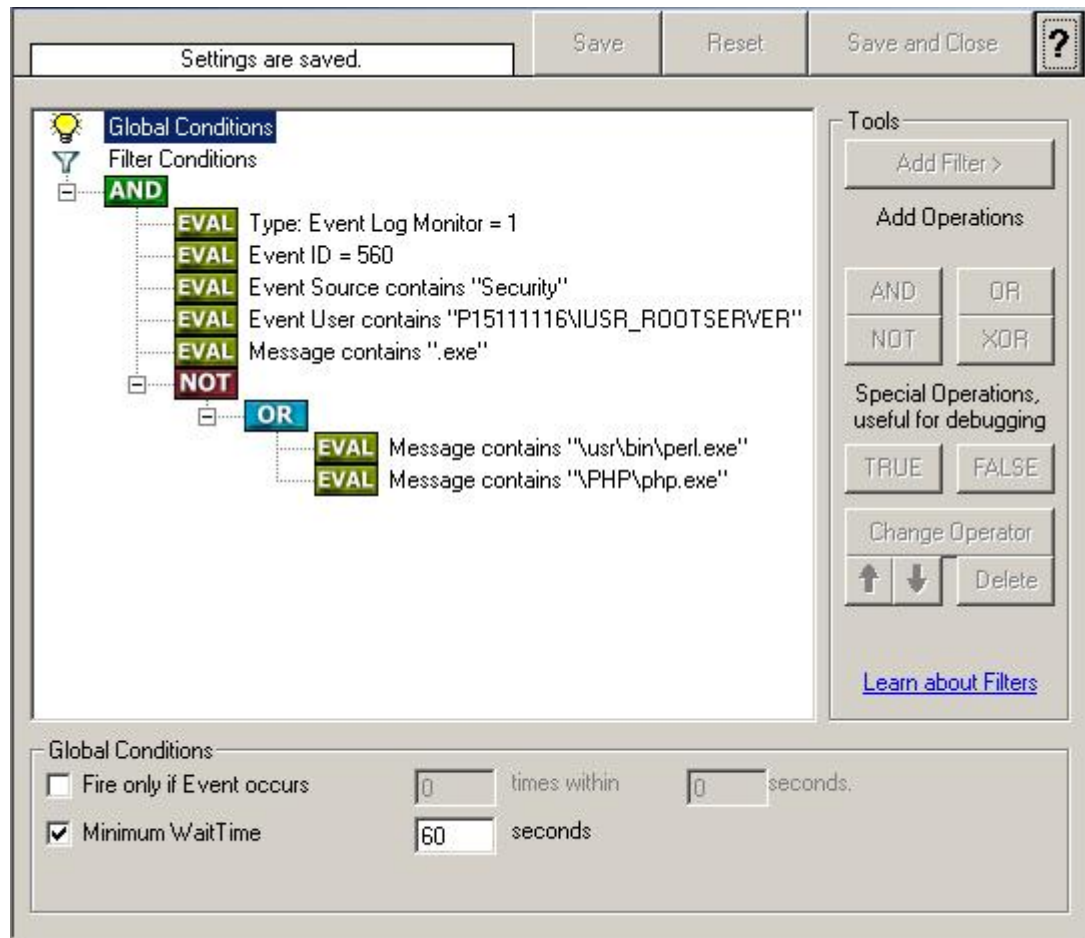 Settings are saved.
Save
Reset
Save and Close
?
Global Conditions
Filter Conditions
AND
EVAL Type: Event Log Monitor = 1
EVAL Event ID = 560
EVAL Event Source contains "Security"
EVAL Event User contains "P15111116\IUSR_ROOTSERVER"
EVAL Message contains ".exe"
NOT
OR
EVAL Message contains "\usr\bin\perl.exe"
EVAL Message contains "\PHP\php.exe"
Tools
Add Filter >
Add Operations
AND
OR
NOT
XOR
Special Operations,
useful for debugging
TRUE
FALSE
Change Operator
Delete
Learn about Filters
Global Conditions
Fire only if Event occurs 0 times within 0 seconds.
Minimum WaitTime 60 seconds